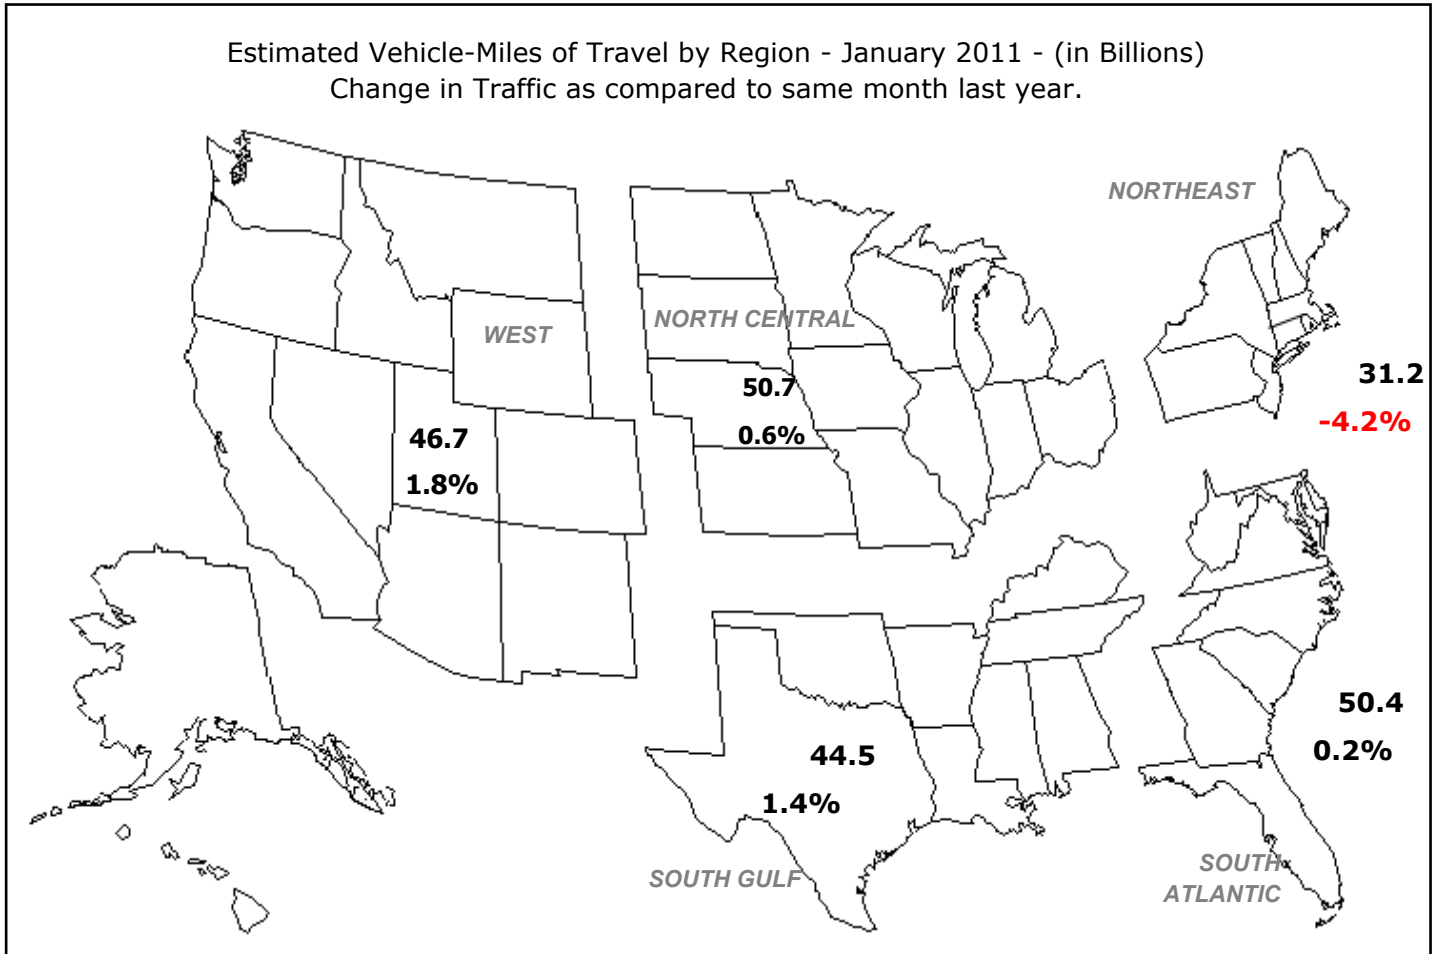 Estimated Vehicle-Miles of Travel by Region - January 2011 - (in Billions)
Change in Traffic as compared to same month last year.
NORTHEAST
31.2
-4.2%
WEST
46.7
1.8%
NORTH CENTRAL
50.7
0.6%
50.4
0.2%
SOUTH
ATLANTIC
44.5
1.4%
SOUTH GULF